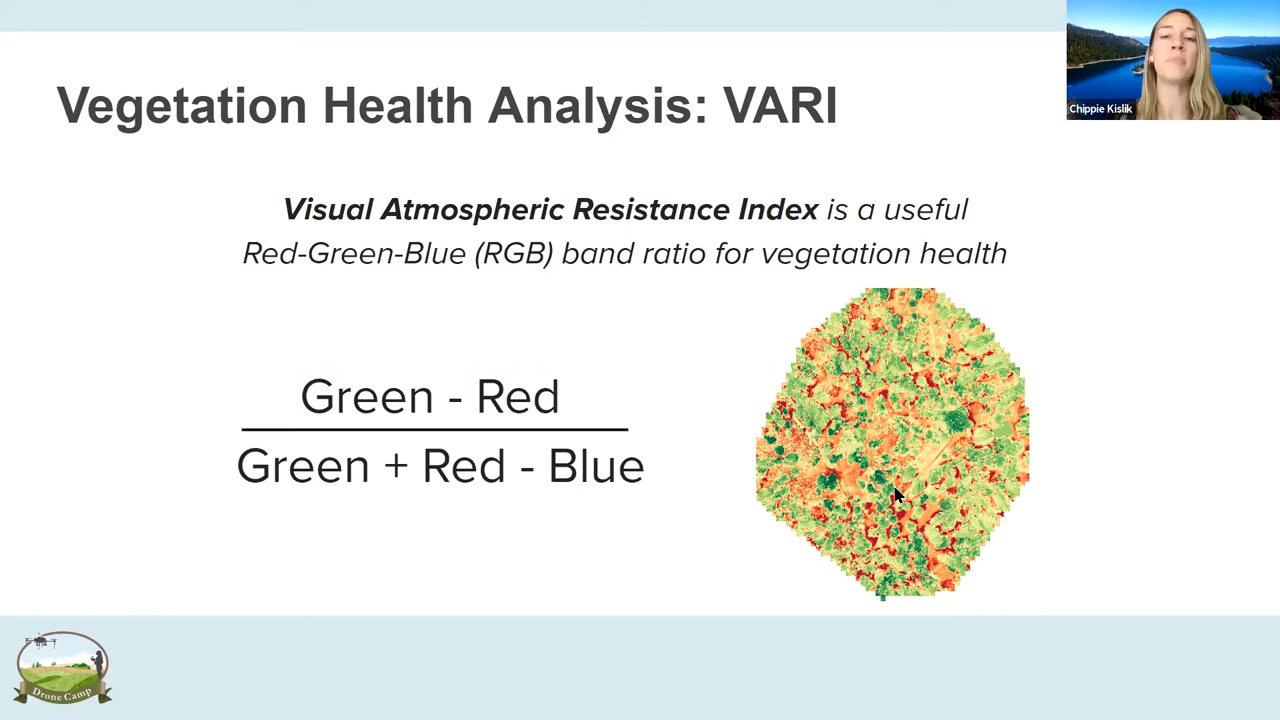 Vegetation Health Analysis: VARI
Chippie Kislik
Visual Atmospheric Resistance Index is a useful
Red-Green-Blue (RGB) band ratio for vegetation health
Green - Red
Green + Red - Blue
Drone Camp